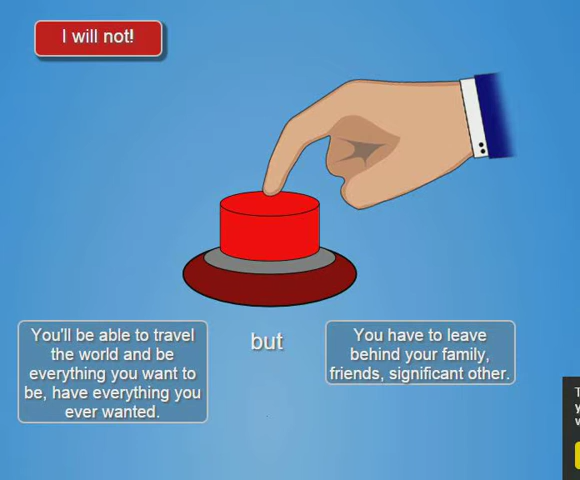 I will not!
You'll be able to travel
the world and be
everything you want to
be, have everything you
ever wanted.
but
You have to leave
behind your family,
friends, significant other.